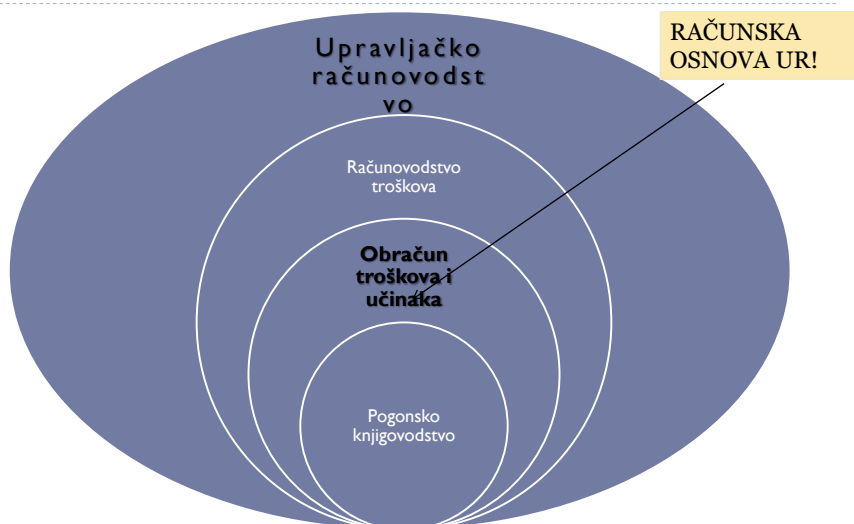 Upravljačko
računovodst
vo
RAČUNSKA
OSNOVA UR!
Računovodstvo
troškova
Obračun
troškova i
učinaka
Pogonsko
knjigovodstvo